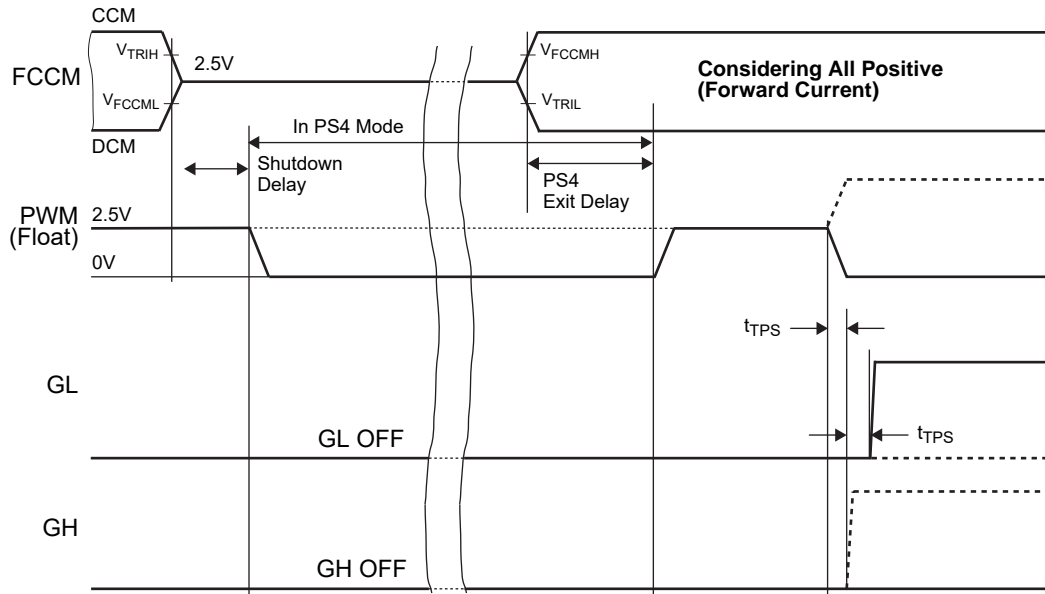 CCM
V_TRIH
2.5V
V_FCCMH
FCCM
Considering All Positive
(Forward Current)
V_FCCML
V_TRIL
DCM
In PS4 Mode
Shutdown
Delay
PS4
Exit Delay
PWM
(Float)
2.5V
0V
t_TPS
GL
GL OFF
t_TPS
GH
GH OFF